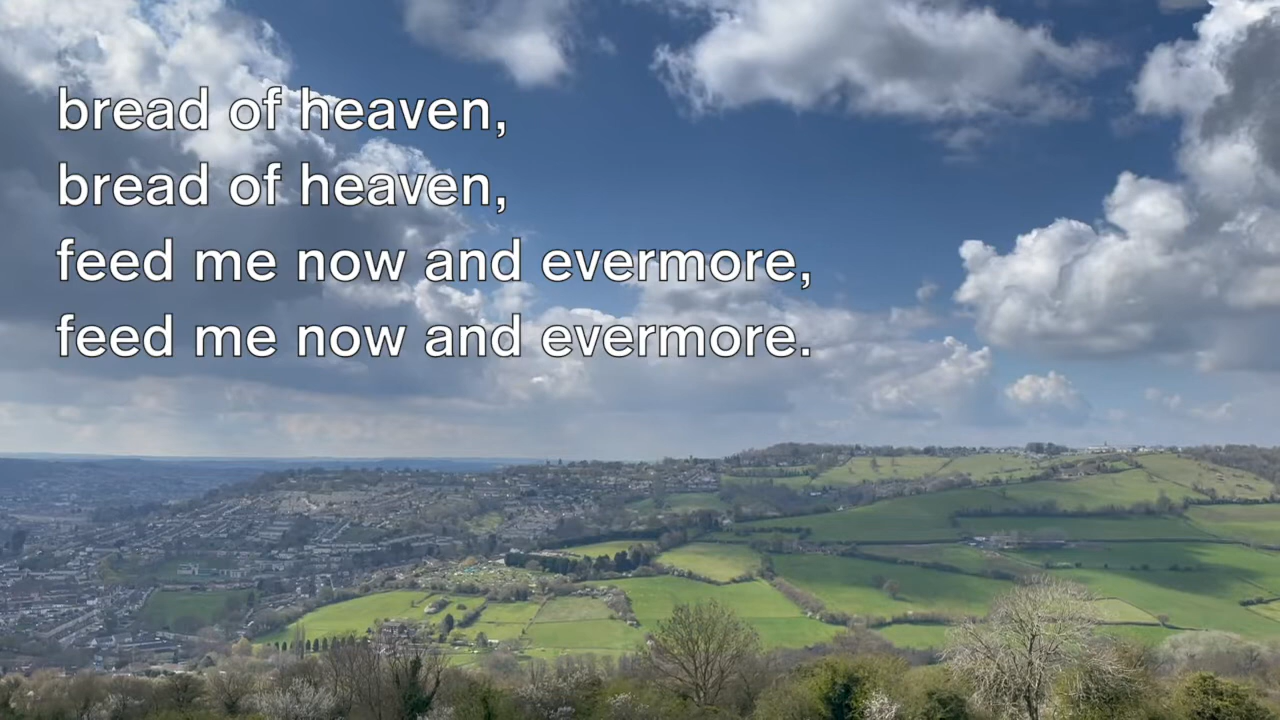 bread of heaven,
bread of heaven,
feed me now and evermore,
feed me now and evermore.